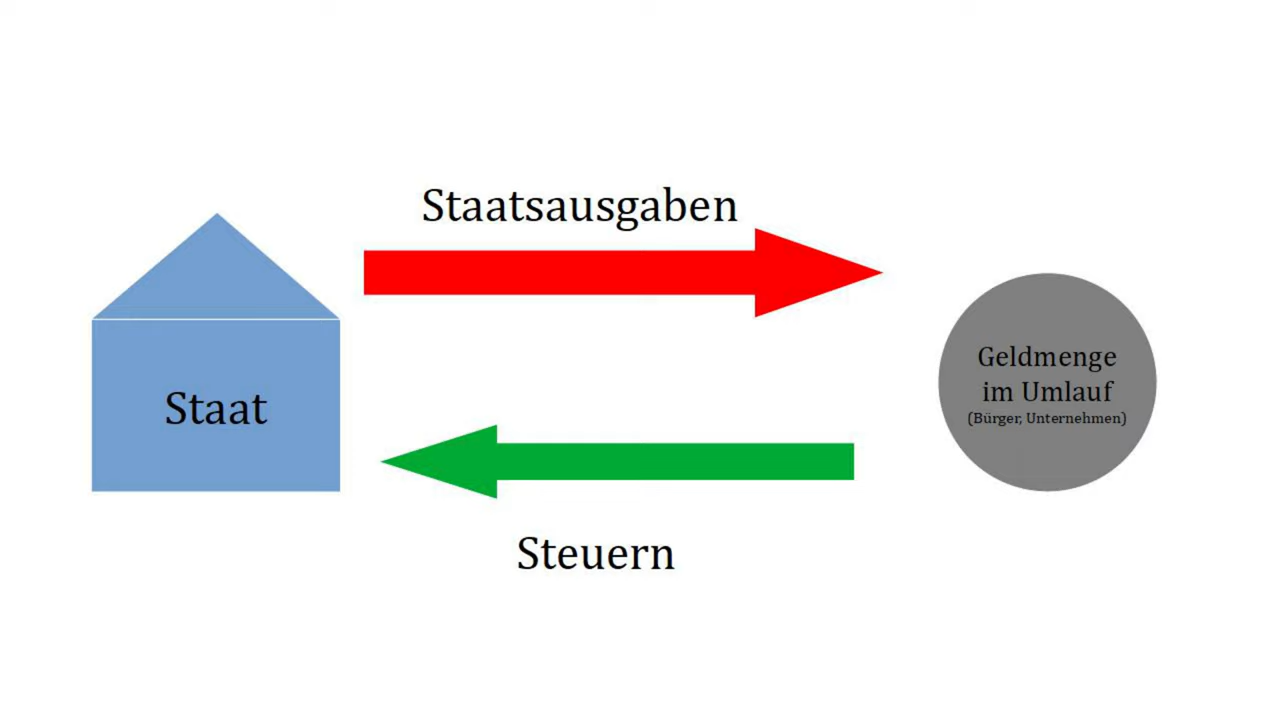 Staatsausgaben
Staat
Geldmenge
im Umlauf
(Bürger, Unternehmen)
Steuern